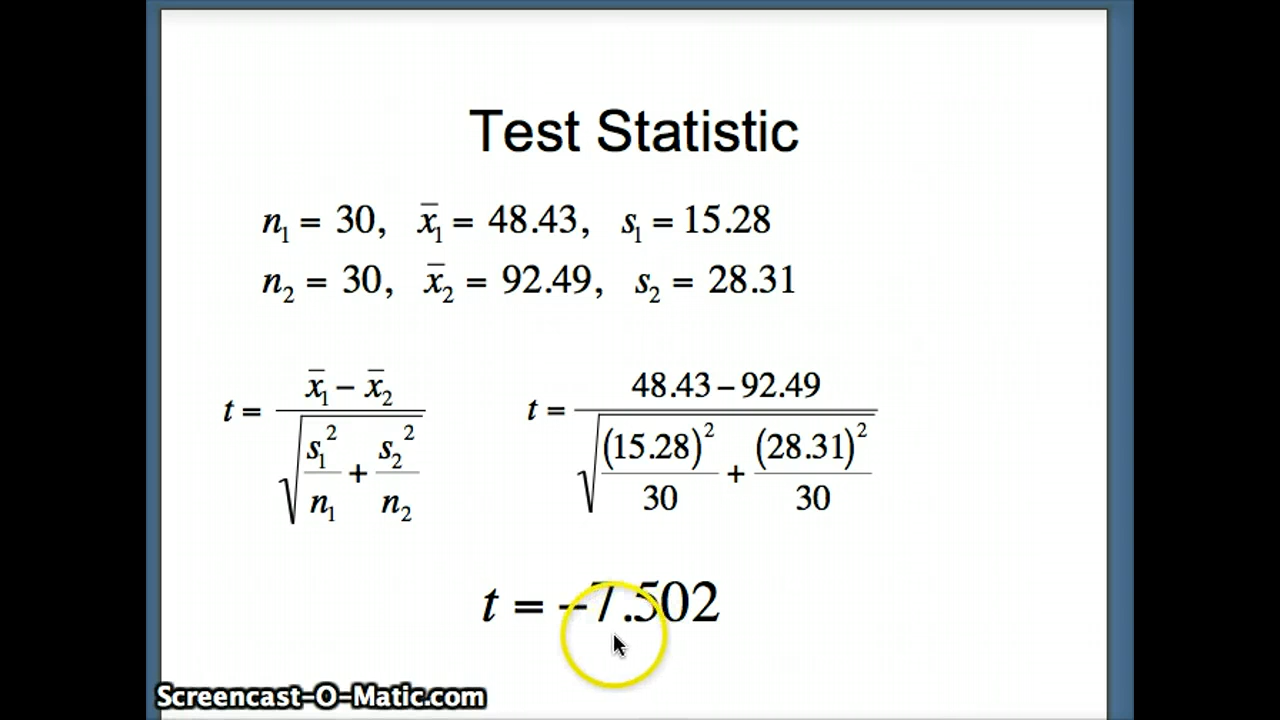 Test Statistic
n₁ = 30, x̄₁ = 48.43, s₁ = 15.28
n₂ = 30, x̄₂ = 92.49, s₂ = 28.31
t = (x̄₁ − x̄₂) / √(s₁²/n₁ + s₂²/n₂)
t = (48.43 − 92.49) / √((15.28)²/30 + (28.31)²/30)
t = −7.502
Screencast-O-Matic.com